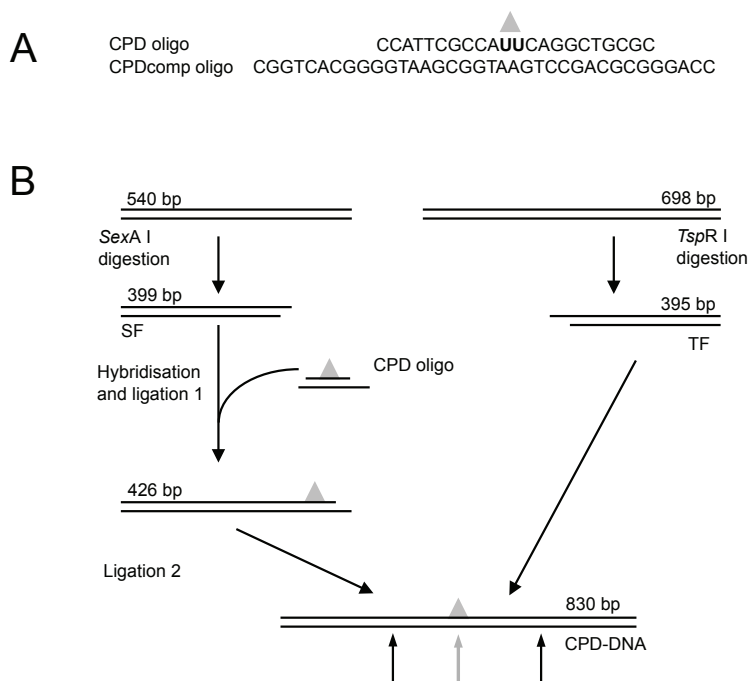 A
CPD oligo CCATTCGCCAUUCAGGCTGCGC
CPDcomp oligo CGGTCACGGGGTAAGCGGTAAGTCCGACGCGGGACC
B
540 bp 698 bp
SexA I TspR I
digestion digestion
399 bp 395 bp
SF TF
Hybridisation CPD oligo
and ligation 1
426 bp
Ligation 2
830 bp
CPD-DNA